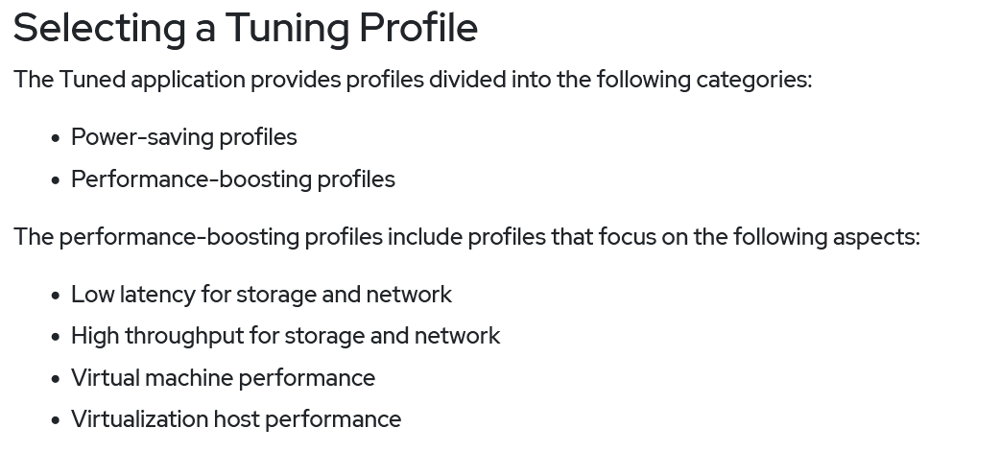 Selecting a Tuning Profile
The Tuned application provides profiles divided into the following categories:
• Power-saving profiles
• Performance-boosting profiles
The performance-boosting profiles include profiles that focus on the following aspects:
• Low latency for storage and network
• High throughput for storage and network
• Virtual machine performance
• Virtualization host performance